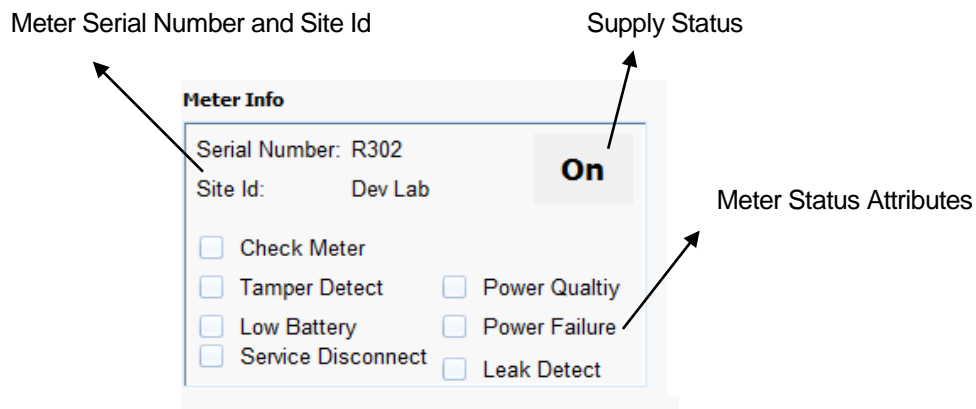 Meter Serial Number and Site Id
Supply Status
Meter Info
Serial Number: R302
On
Site Id: Dev Lab
Meter Status Attributes
Check Meter
Tamper Detect
Power Qualtiy
Low Battery
Power Failure
Service Disconnect
Leak Detect